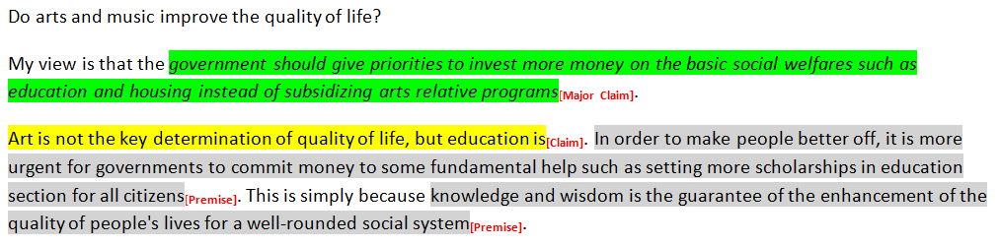 Do arts and music improve the quality of life?
My view is that the government should give priorities to invest more money on the basic social welfares such as
education and housing instead of subsidizing arts relative programs[Major Claim].
Art is not the key determination of quality of life, but education is[Claim]. In order to make people better off, it is more
urgent for governments to commit money to some fundamental help such as setting more scholarships in education
section for all citizens[Premise]. This is simply because knowledge and wisdom is the guarantee of the enhancement of the
quality of people's lives for a well-rounded social system[Premise].